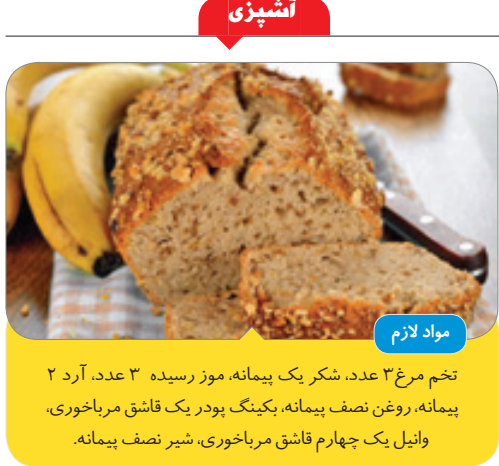 آشپزی
مواد لازم
تخم مرغ۳ عدد، شکر یک پیمانه، موز رسیده ۳ عدد، آرد ۲
پیمانه، روغن نصف پیمانه، بکینگ پودر یک قاشق مرباخوری،
وانیل یک چهارم قاشق مرباخوری، شیر نصف پیمانه.